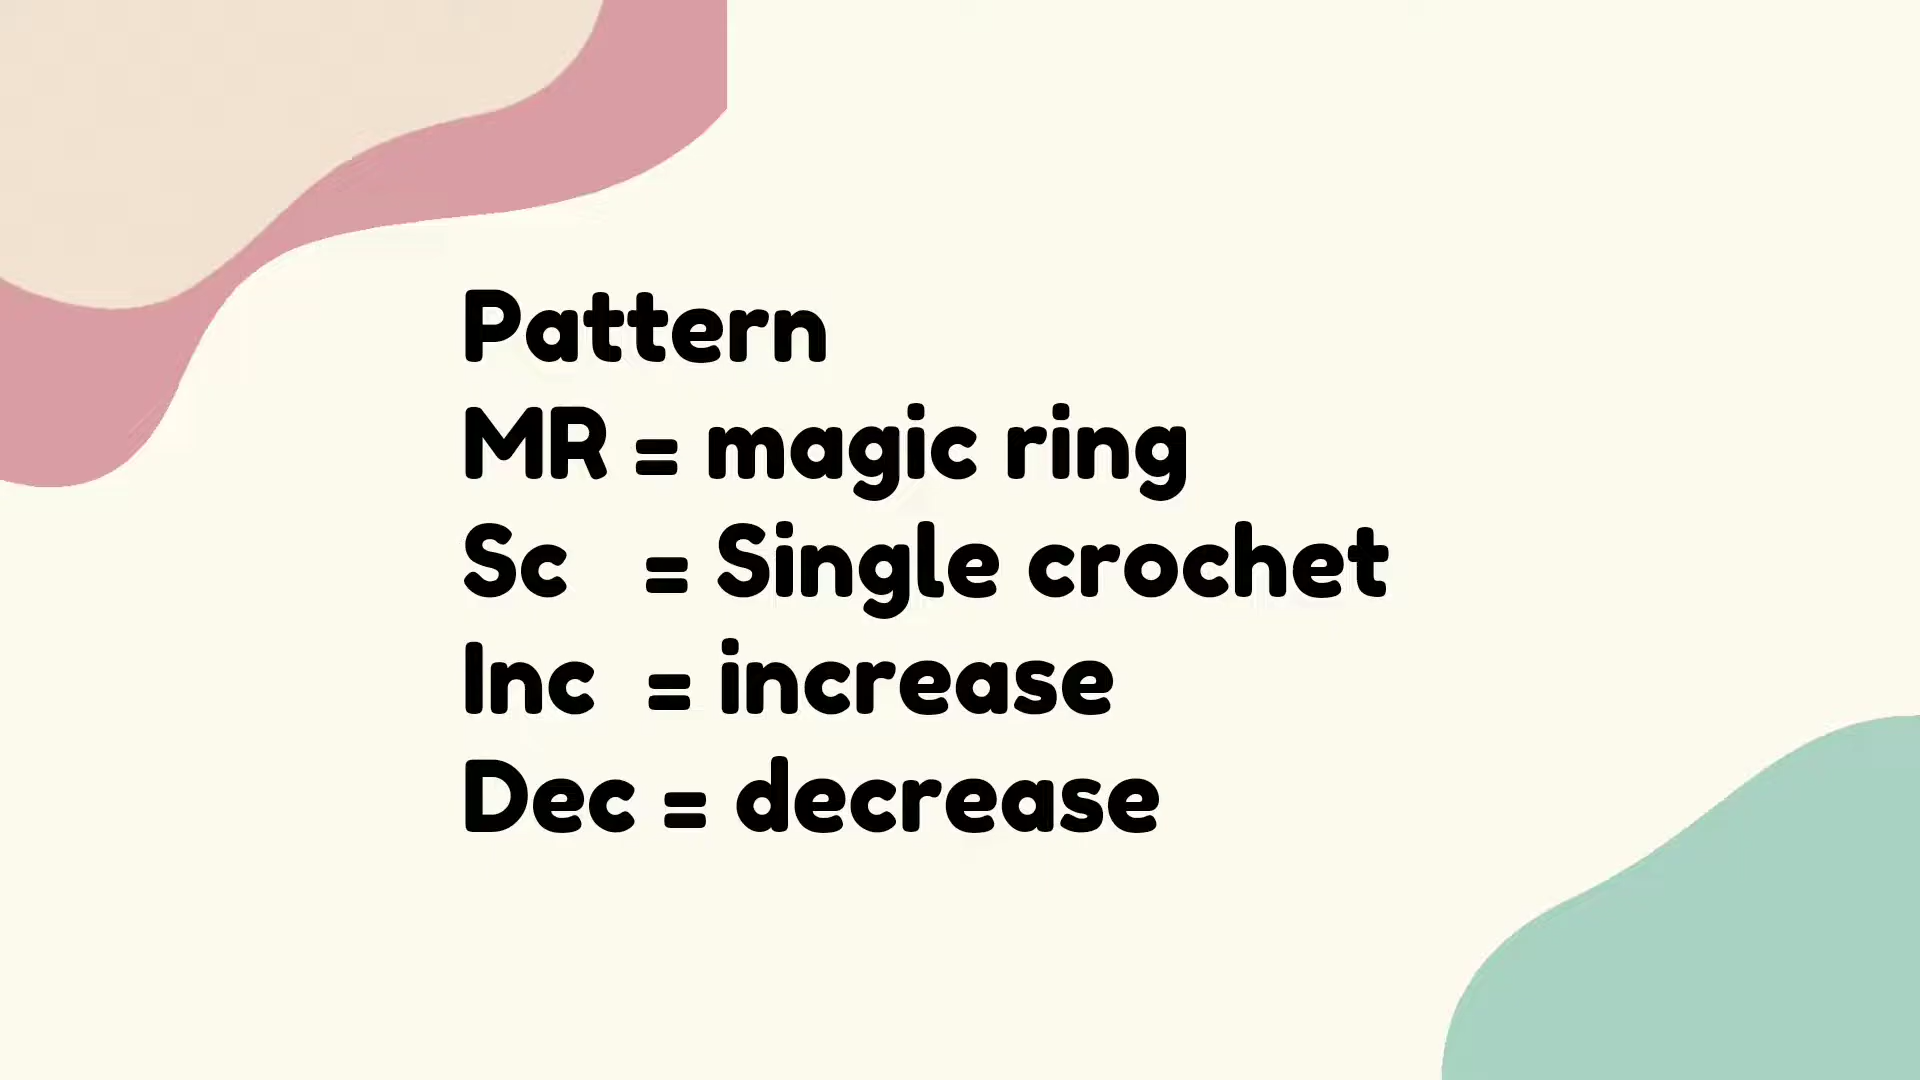 Pattern
MR = magic ring
Sc = Single crochet
Inc = increase
Dec = decrease